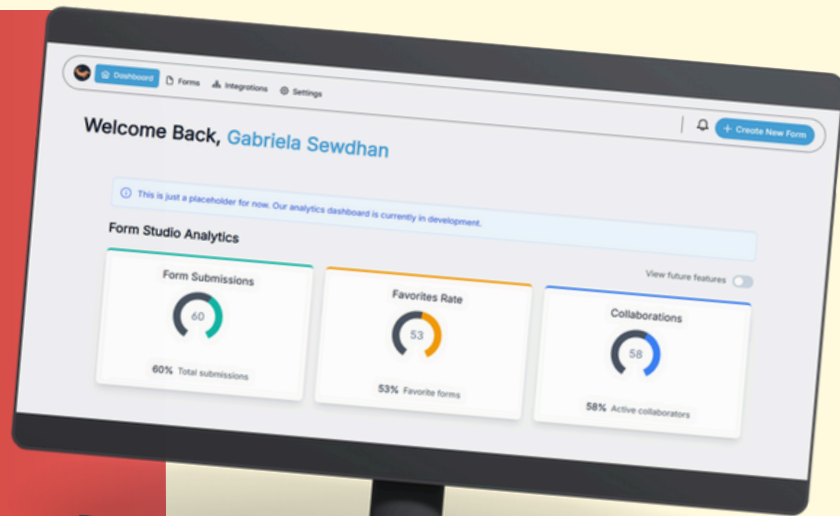 Dashboard
Forms
Integrations
Settings
+ Create New Form
Welcome Back, Gabriela Sewdhan
This is just a placeholder for now. Our analytics dashboard is currently in development.
Form Studio Analytics
View future features
Form Submissions
60
60% Total submissions
Favorites Rate
53
53% Favorite forms
Collaborations
58
58% Active collaborators